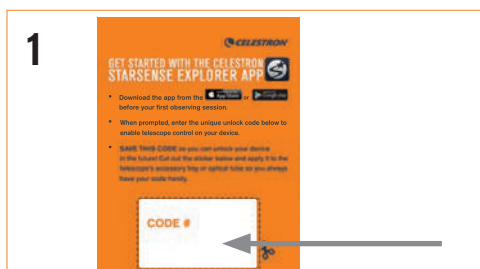 1
CELESTRON
GET STARTED WITH THE CELESTRON
STARSENSE EXPLORER APP
• Download the app from the App Store or Google play
before your first observing session.
• When prompted, enter the unique unlock code below to
enable telescope control on your device.
• SAVE THIS CODE so you can unlock your device
in the future! Cut out the sticker below and apply it to the
telescope's accessory tray or optical tube so you always
have your code handy.
CODE #